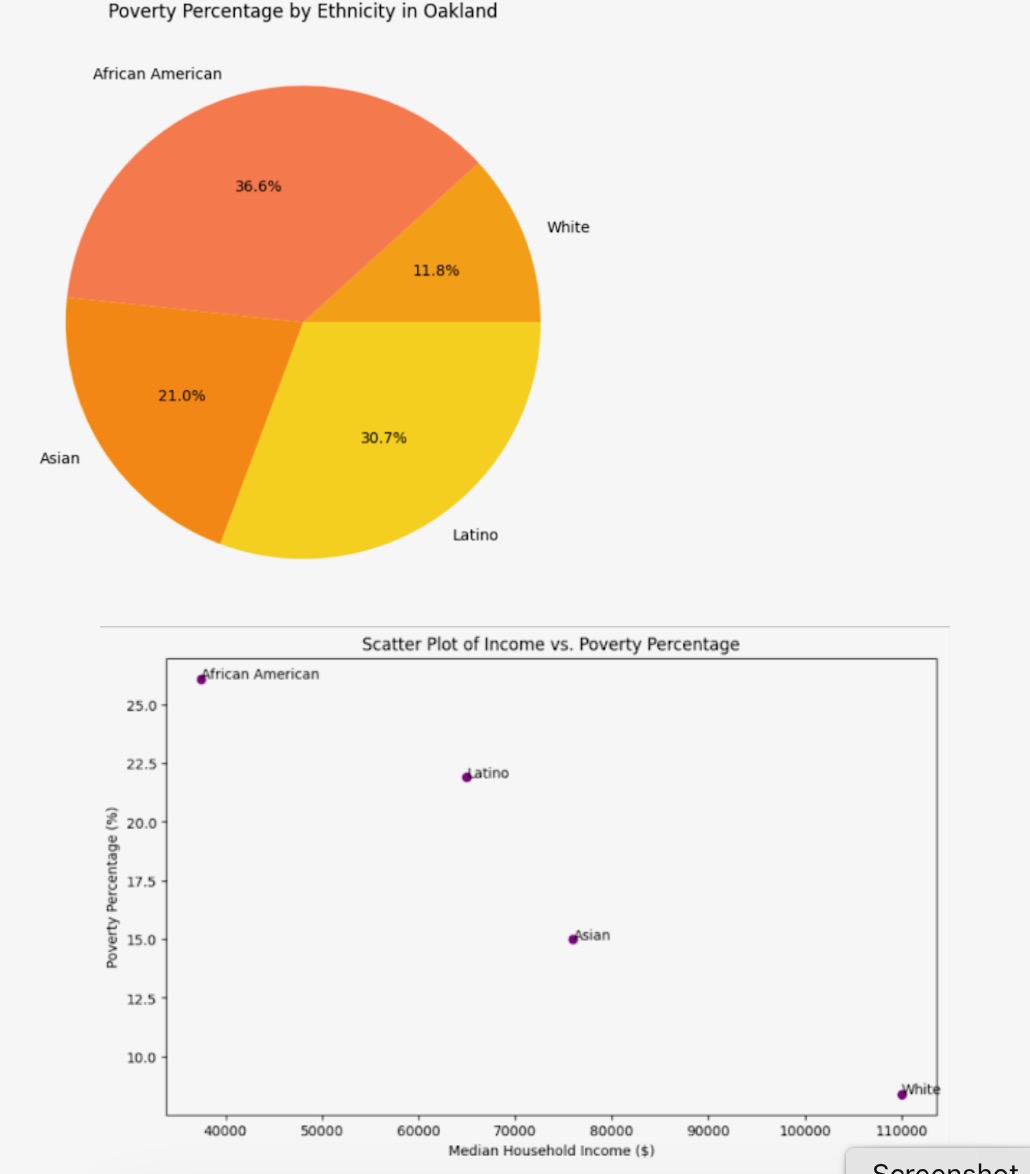 Poverty Percentage by Ethnicity in Oakland
African American
36.6%
White
11.8%
21.0%
30.7%
Asian
Latino
Scatter Plot of Income vs. Poverty Percentage
African American
25.0
22.5
Latino
20.0
Poverty Percentage (%)
17.5
15.0
Asian
12.5
10.0
White
40000 50000 60000 70000 80000 90000 100000 110000
Median Household Income ($)
Screenshot